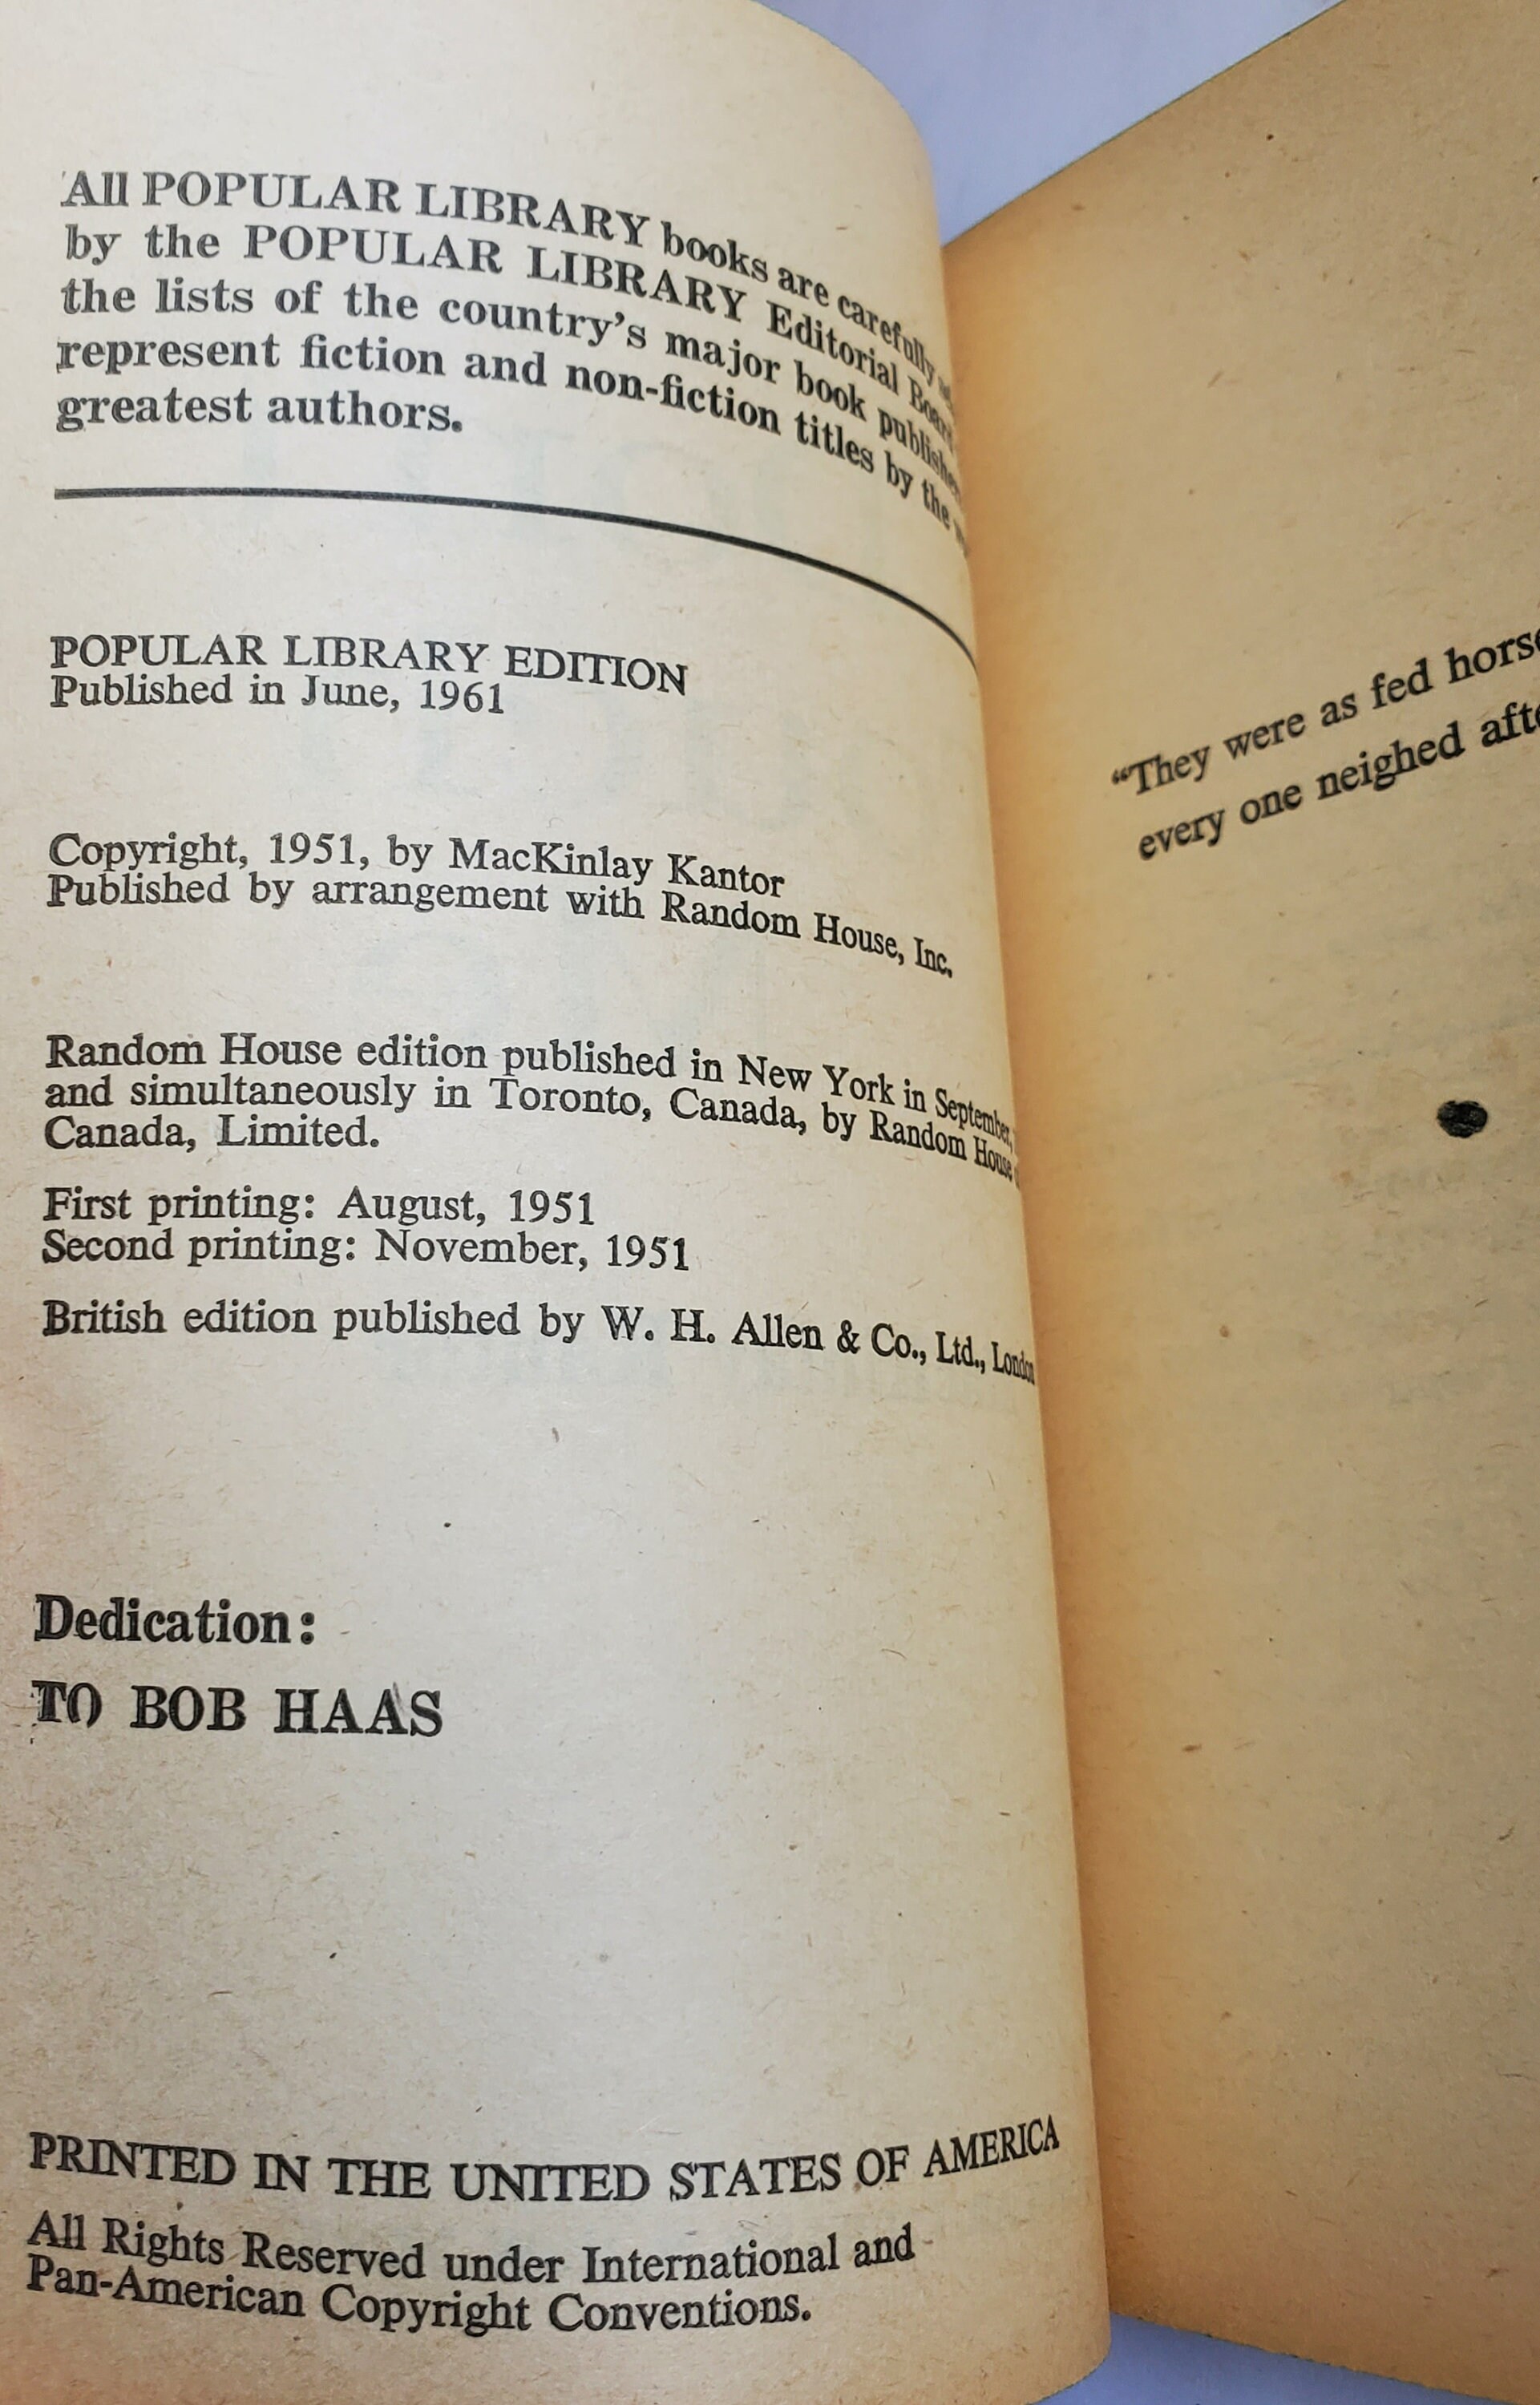 All POPULAR LIBRARY books are carefully
by the POPULAR LIBRARY Editorial Board
the lists of the country's major book
represent fiction and non-fiction titles by the
greatest authors.
POPULAR LIBRARY EDITION
Published in June, 1961
Copyright, 1951, by MacKinlay Kantor
Published by arrangement with Random House, Inc.
Random House edition published in New York in September,
and simultaneously in Toronto, Canada, by Random House
Canada, Limited.
First printing: August, 1951
Second printing: November, 1951
British edition published by W. H. Allen & Co., Ltd., London
Dedication:
TO BOB HAAS
PRINTED IN THE UNITED STATES OF AMERICA
All Rights Reserved under International and
Pan-American Copyright Conventions.
"They were as fed
every one neighed